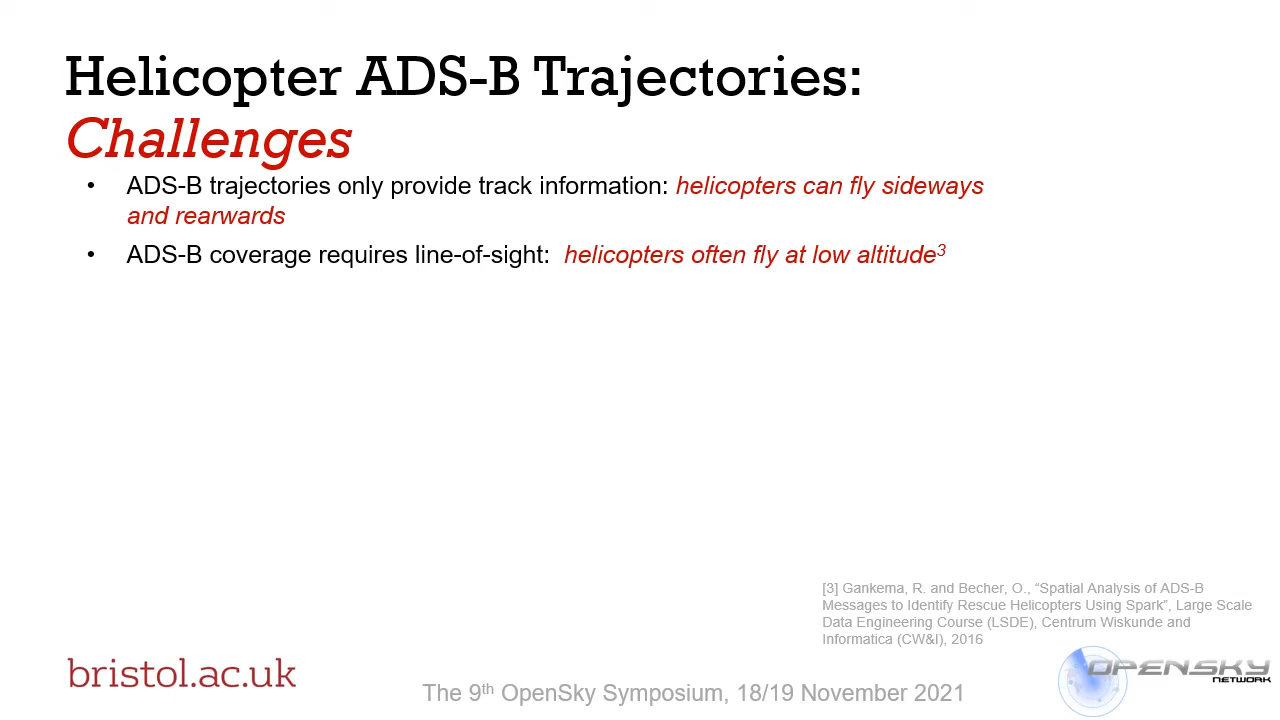 Helicopter ADS-B Trajectories:
Challenges
• ADS-B trajectories only provide track information: helicopters can fly sideways
and rearwards
• ADS-B coverage requires line-of-sight: helicopters often fly at low altitude3
[3] Gankema, R. and Becher, O., “Spatial Analysis of ADS-B
Messages to Identify Rescue Helicopters Using Spark”, Large Scale
Data Engineering Course (LSDE), Centrum Wiskunde and
Informatica (CW&I), 2016
bristol.ac.uk
The 9th OpenSky Symposium, 18/19 November 2021
OPENSKY
NETWORK